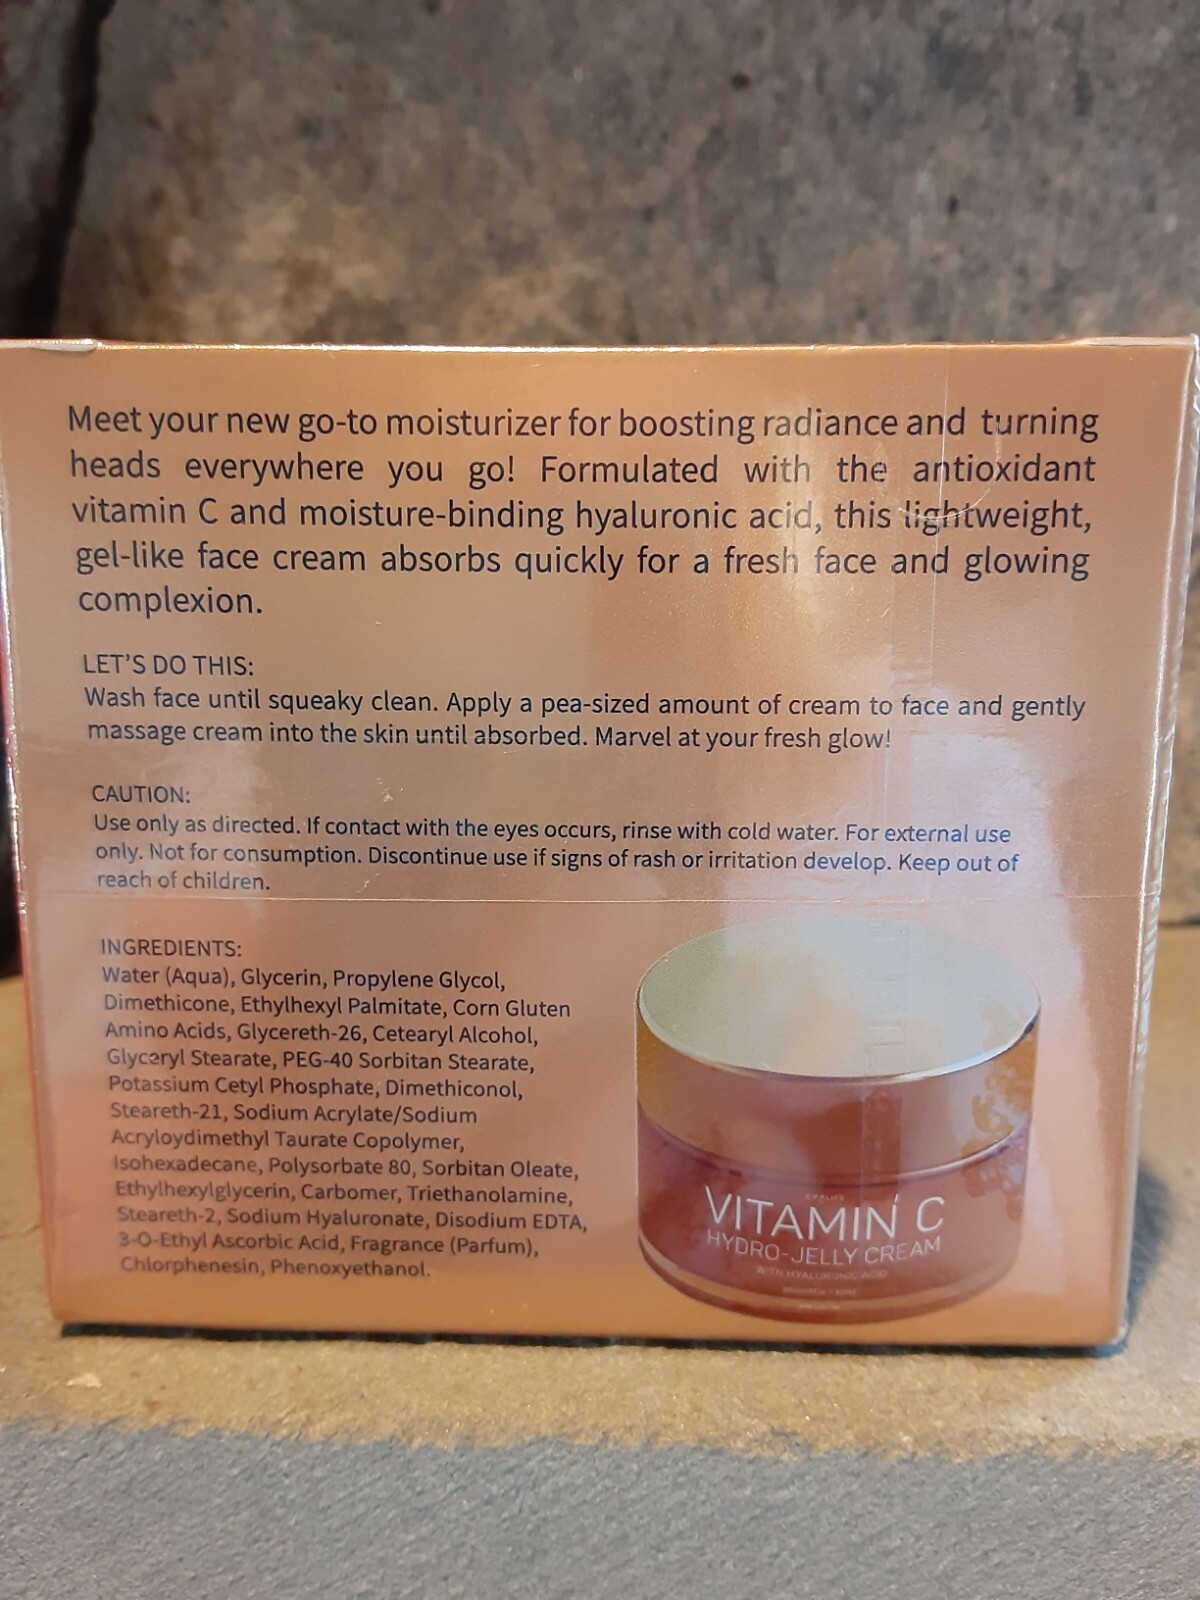 Meet your new go-to moisturizer for boosting radiance and turning
heads everywhere you go! Formulated with the antioxidant
vitamin C and moisture-binding hyaluronic acid, this lightweight,
gel-like face cream absorbs quickly for a fresh face and glowing
complexion.
LET'S DO THIS:
Wash face until squeaky clean. Apply a pea-sized amount of cream to face and gently
massage cream into the skin until absorbed. Marvel at your fresh glow!
CAUTION:
Use only as directed. If contact with the eyes occurs, rinse with cold water. For external use
only. Not for consumption. Discontinue use if signs of rash or irritation develop. Keep out of
reach of children.
INGREDIENTS:
Water (Aqua), Glycerin, Propylene Glycol,
Dimethicone, Ethylhexyl Palmitate, Corn Gluten
Amino Acids, Glycereth-26, Cetearyl Alcohol,
Glyceryl Stearate, PEG-40 Sorbitan Stearate,
Potassium Cetyl Phosphate, Dimethiconol,
Steareth-21, Sodium Acrylate/Sodium
Acryloydimethyl Taurate Copolymer,
Isohexadecane, Polysorbate 80, Sorbitan Oleate,
Ethylhexylglycerin, Carbomer, Triethanolamine,
Steareth-2, Sodium Hyaluronate, Disodium EDTA,
3-O-Ethyl Ascorbic Acid, Fragrance (Parfum),
Chlorphenesin, Phenoxyethanol.
VITAMIN C
HYDRO-JELLY CREAM
WITH HYALURONIC ACID